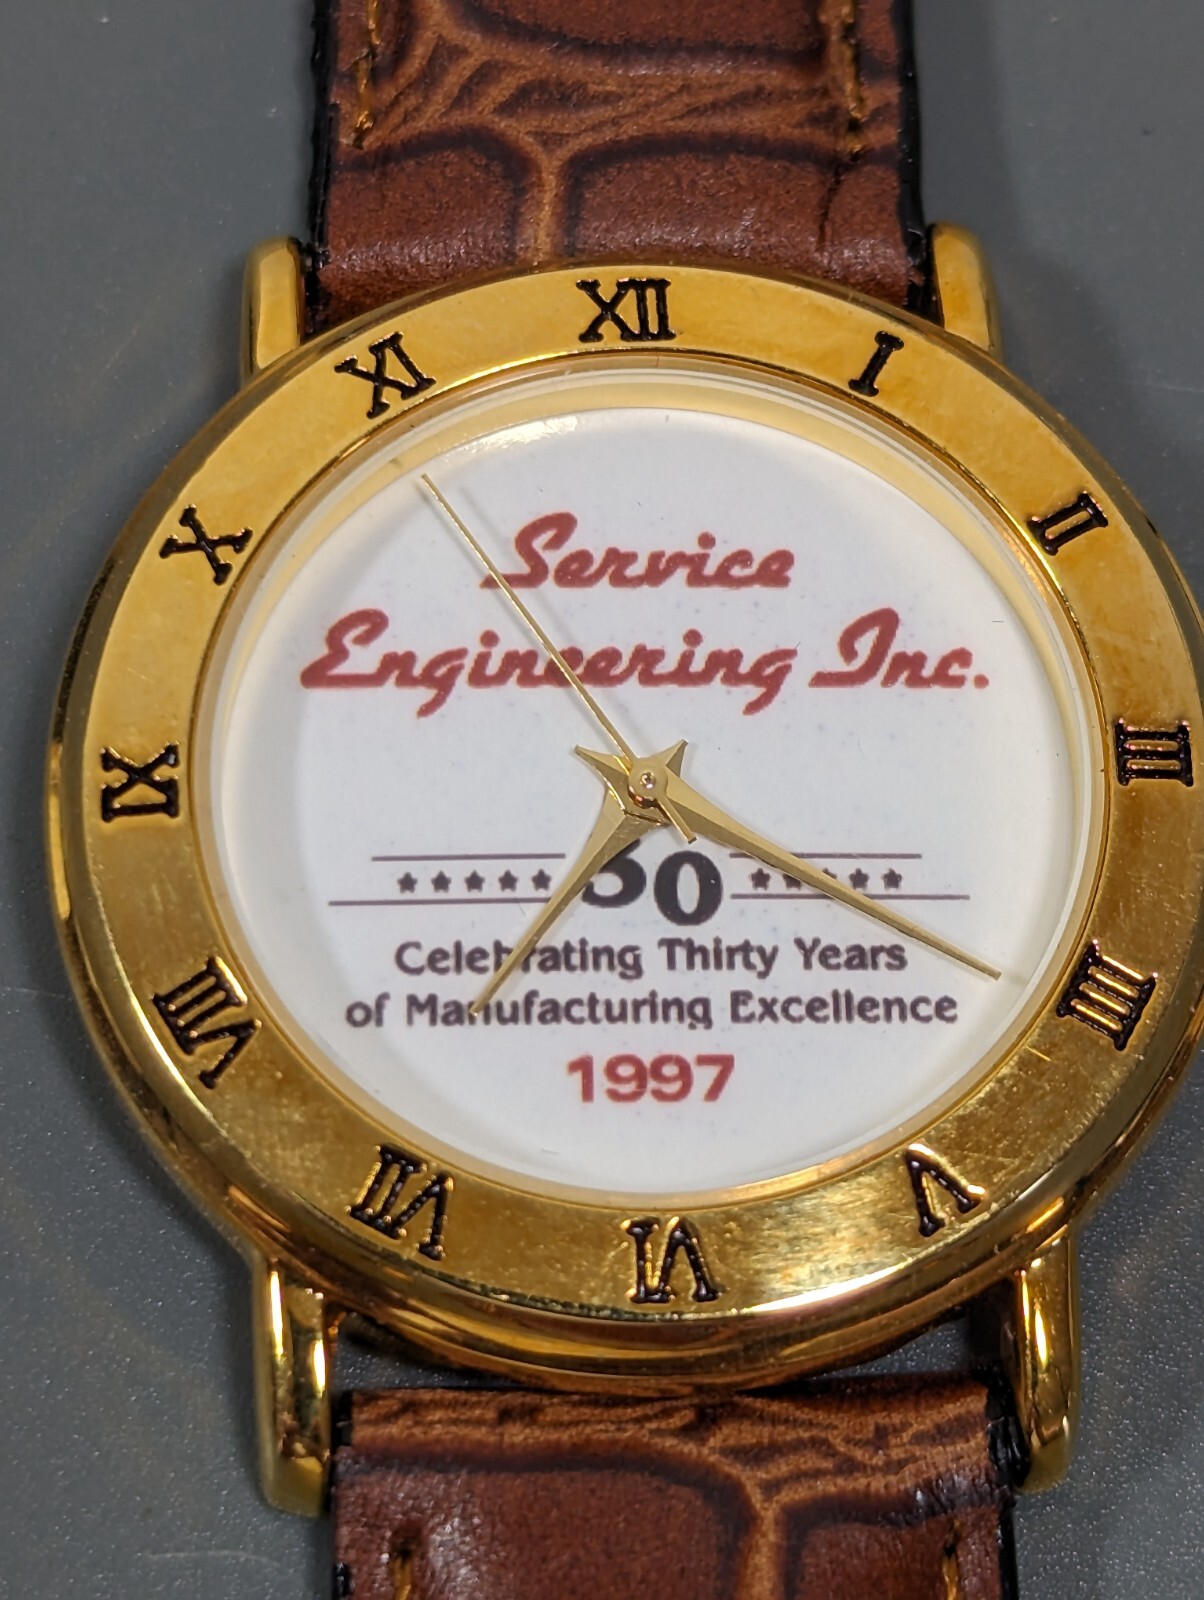 XII
XI
I
X
II
Service
Engineering Inc.
IX
III
30
Celebrating Thirty Years
of Manufacturing Excellence
VIII
IIII
1997
VII
V
VI